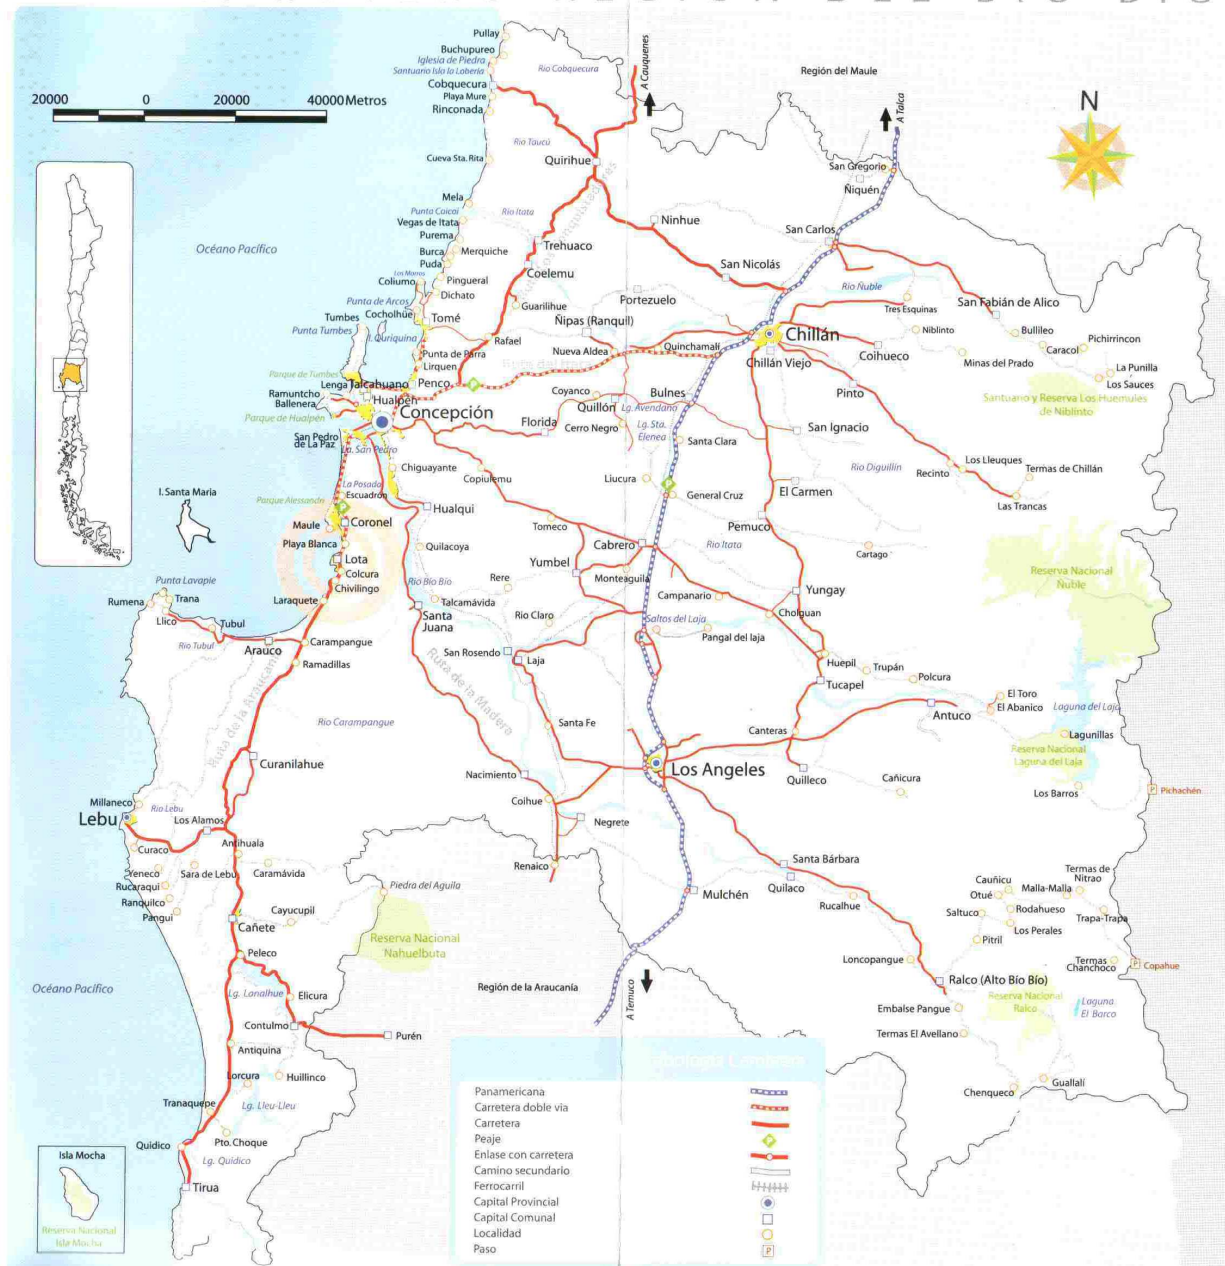 REGION DEL BIO BIO
Pullay
Buchupureo
Iglesia de Piedra
Santuario Isla la Lobería
Cobquecura
Playa Mure
Rinconada
Rio Cobquecura
A Cauquenes
Región del Maule
A Talca
N
20000
0
20000
40000 Metros
Rio Taucú
Cueva Sta. Rita
Quirihue
San Gregorio
Ñiquén
Mela
Punta Coicoi
Vegas de Itata
Rio Itata
Purema
Burca
Merquiche
Puda
Océano Pacífico
Trehuaco
Ninhue
San Carlos
Coelemu
San Nicolás
Los Moros
Coliumo
Pingueral
Dichato
Punta de Arcos
Cocholhüe
Tumbes
Punta Tumbes
I. Quiriquina
Tomé
Guarilihue
Portezuelo
Ñipas (Ranquil)
Rio Ñuble
Tres Esquinas
San Fabián de Alico
Niblinto
Bullileo
Caracol
Pichirrincon
Minas del Prado
La Punilla
Los Sauces
Rafael
Nueva Aldea
Quinchamalí
Chillán
Chillán Viejo
Coihueco
Punta de Parra
Lirquen
Parque de Tumbes
Lenga
Talcahuano
Penco
Ramuntcho
Ballenera
Hualpén
Parque de Hualpén
Concepción
Coyanco
Quillón
Bulnes
Lg. Avendaño
Pinto
Santuario y Reserva Los Huemules
de Niblinto
Florida
Cerro Negro
Lg. Sta.
Elenea
San Ignacio
Santa Clara
San Pedro
de La Paz
La. San Pedro
Chiguayante
Copiulemu
Liucura
General Cruz
Rio Diguillín
Recinto
Los Lleuques
Termas de Chillán
Las Trancas
La Posada
Escuadrón
Parque Alessandri
I. Santa Maria
El Carmen
Hualqui
Maule
Coronel
Playa Blanca
Tomeco
Pemuco
Quilacoya
Cabrero
Rio Itata
Cartago
Lota
Colcura
Chivilingo
Yumbel
Monteaguila
Reserva Nacional
Ñuble
Punta Lavapie
Rumena
Trana
Llico
Laraquete
Rio Bío Bío
Rere
Talcamávida
Campanario
Yungay
Cholguan
Tubul
Rio Tubul
Santa
Juana
Rio Claro
Saltos del Laja
Pangal del laja
Arauco
Carampangue
Ramadillas
San Rosendo
Laja
Huepil
Trupán
Tucapel
Polcura
El Toro
El Abanico
Antuco
Laguna del Laja
Ruta de la Araucania
Ruta de la Madera
Rio Carampangue
Santa Fe
Canteras
Lagunillas
Reserva Nacional
Laguna del Laja
Curanilahue
Nacimiento
Los Angeles
Quilleco
Cañicura
Los Barros
Pichachén
Millaneco
Rio Lebu
Lebu
Los Alamos
Coihue
Negrete
Curaco
Antihuala
Yeneco
Sara de Lebu
Caramávida
Rucaraqui
Ranquilco
Pangui
Renaico
Santa Bárbara
Quilaco
Mulchén
Rucalhue
Termas de
Nitrao
Cauñicu
Otué
Malla-Malla
Piedra del Aguila
Cayucupil
Cañete
Saltuco
Rodahueso
Los Perales
Trapa-Trapa
Pitril
Reserva Nacional
Nahuelbuta
Peleco
Loncopangue
Termas
Chanchoco
Copahue
Océano Pacífico
Lg. Lanalhue
Elicura
Región de la Araucanía
A Temuco
Ralco (Alto Bío Bío)
Reserva Nacional
Ralco
Laguna
El Barco
Embalse Pangue
Contulmo
Purén
Termas El Avellano
Antiquina
Lorcura
Huillinco
Guallalí
Chenqueco
Tranaquepe
Lg. Lleu-Lleu
Pto. Choque
Quidico
Lg. Quidico
Tirua
Isla Mocha
Reserva Nacional
Isla Mocha
Panamericana
Carretera doble via
Carretera
Peaje
Enlase con carretera
Camino secundario
Ferrocarril
Capital Provincial
Capital Comunal
Localidad
Paso